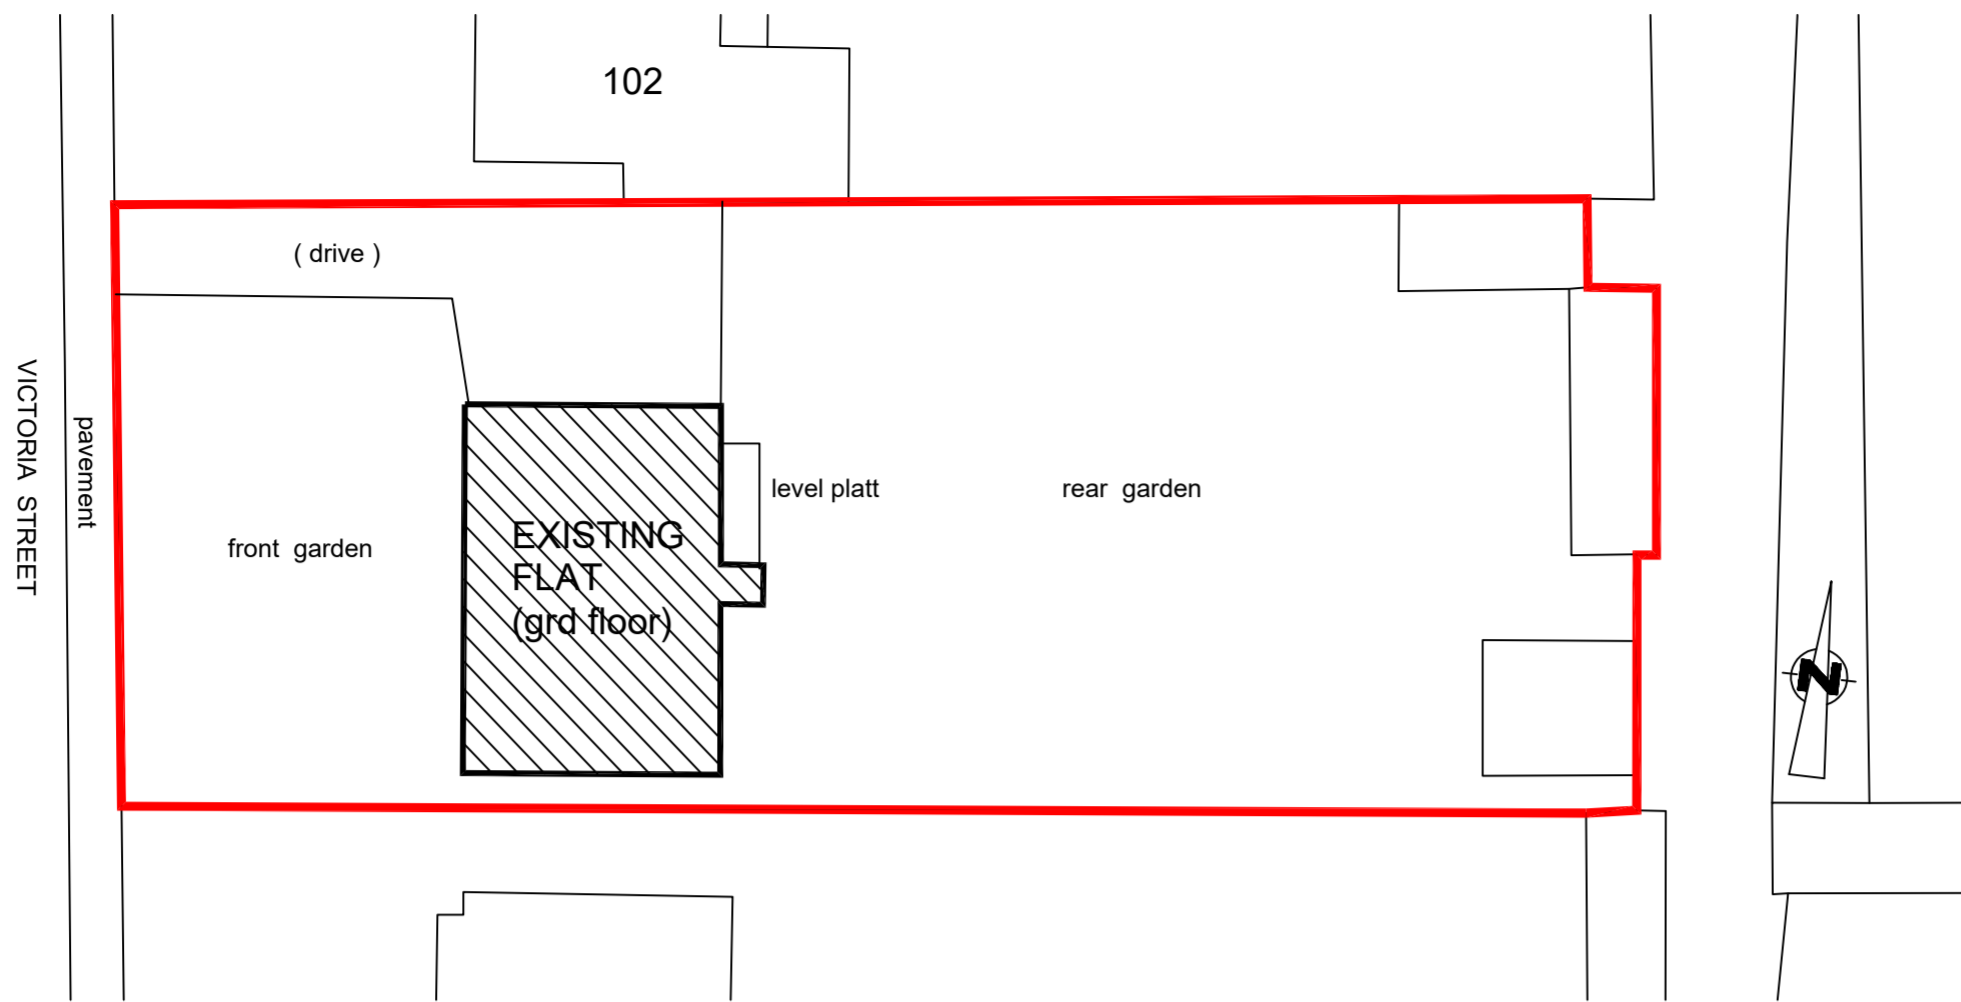 102
( drive )
VICTORIA STREET
pavement
front garden
EXISTING
FLAT
(grd floor)
level platt
rear garden
N